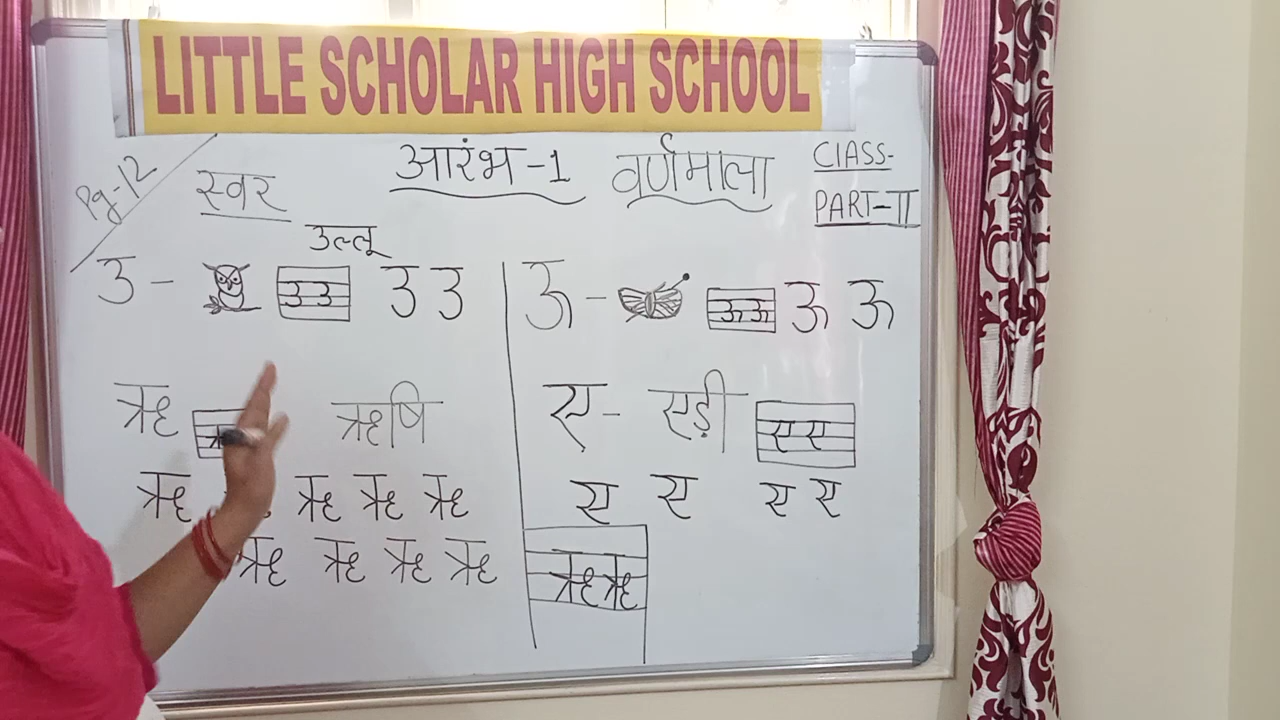 LITTLE SCHOLAR HIGH SCHOOL
Pg-12 स्वर आरंभ-1 वर्णमाला CLASS-
PART-II
उल्लू
उ - उ उ उ उ ऊ - ऊ ऊ ऊ ऊ
ऋ ऋषि ए - एड़ी ए ए
ऋ ऋ ऋ ऋ ए ए ए ए
ऋ ऋ ऋ ऋ ऋ ऋ